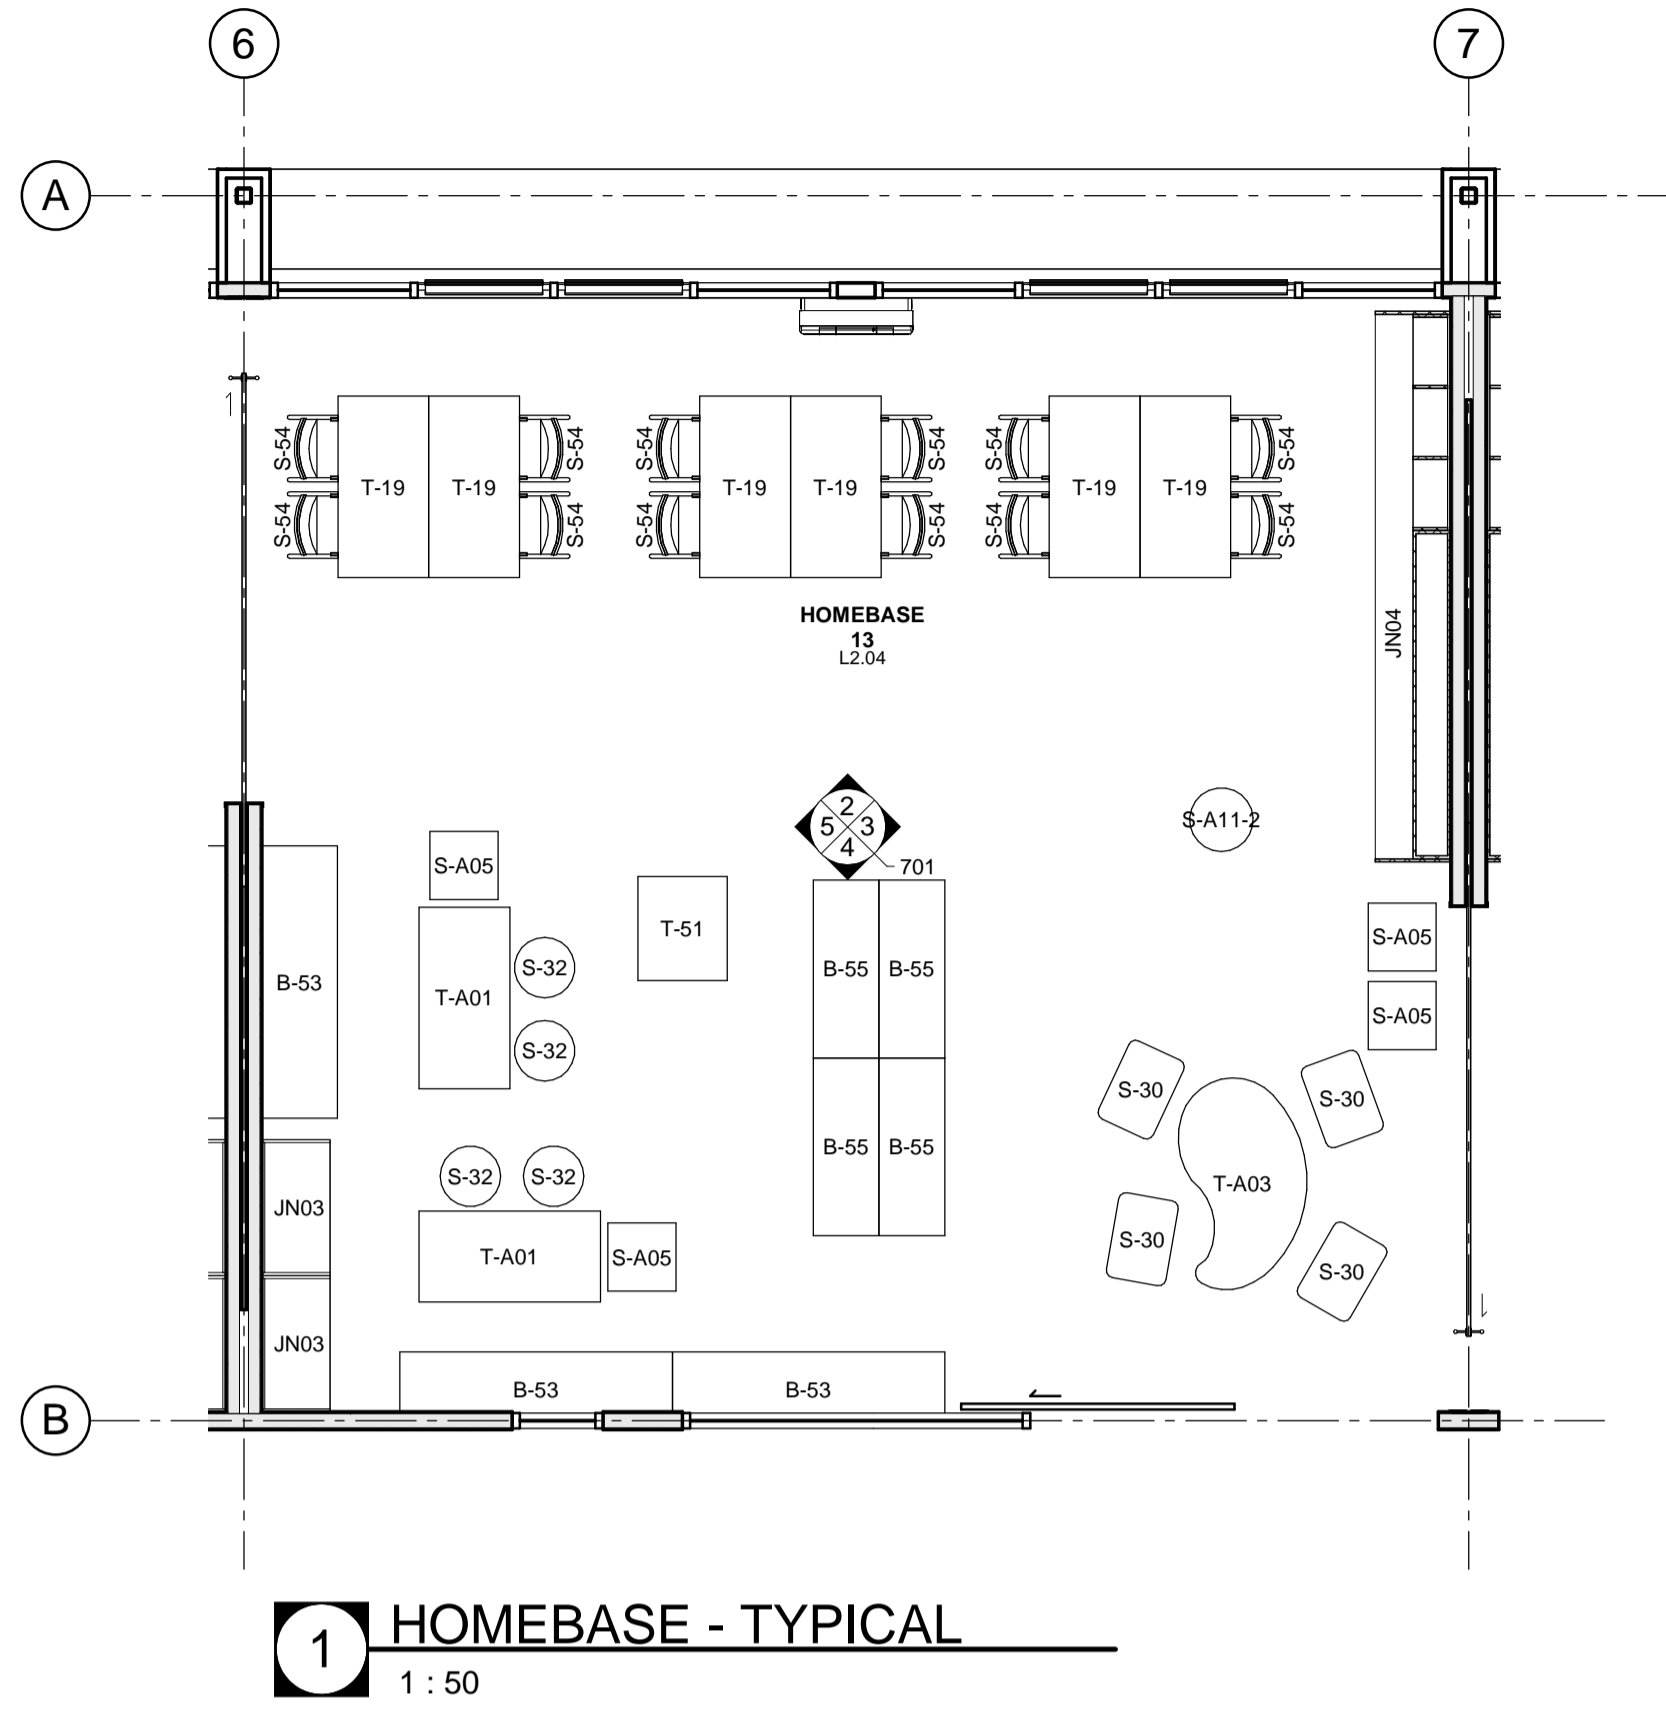 6
7
A
S-54
S-54
S-54
S-54
S-54
S-54
T-19
T-19
T-19
T-19
T-19
T-19
S-54
S-54
S-54
S-54
S-54
S-54
HOMEBASE
13
L2.04
JN04
2
5
3
4
701
S-A11-2
S-A05
T-51
S-A05
B-53
T-A01
S-32
B-55
B-55
S-A05
S-32
S-30
S-30
B-55
B-55
S-32
S-32
T-A03
JN03
S-30
T-A01
S-A05
S-30
JN03
B-53
B-53
B
1
HOMEBASE - TYPICAL
1 : 50